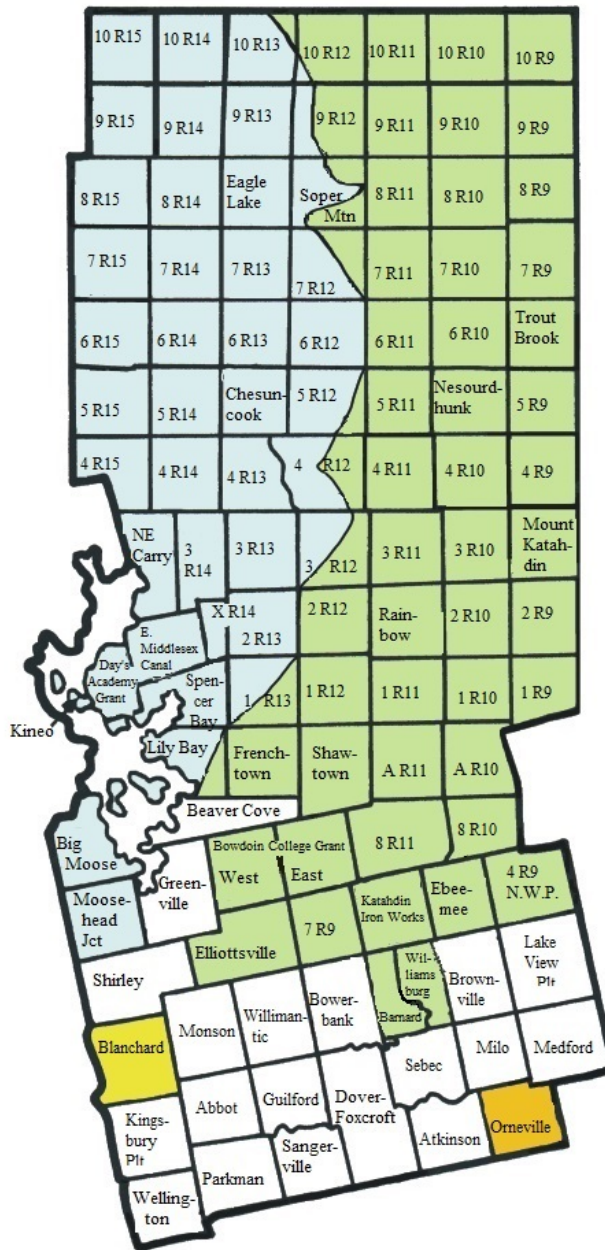 10 R15 10 R14 10 R13 10 R12 10 R11 10 R10 10 R9
9 R15 9 R14 9 R13 9 R12 9 R11 9 R10 9 R9
8 R15 8 R14 Eagle Lake Soper Mtn 8 R11 8 R10 8 R9
7 R15 7 R14 7 R13 7 R12 7 R11 7 R10 7 R9
6 R15 6 R14 6 R13 6 R12 6 R11 6 R10 Trout Brook
5 R15 5 R14 Chesun-cook 5 R12 5 R11 Nesourd-hunk 5 R9
4 R15 4 R14 4 R13 4 R12 4 R11 4 R10 4 R9
NE Carry 3 R14 3 R13 3 R12 3 R11 3 R10 Mount Katah-din
X R14 2 R13 2 R12 Rain-bow 2 R10 2 R9
E. Middlesex Canal
Day's Academy Grant
Kineo
Spen-cer Bay 1 R13 1 R12 1 R11 1 R10 1 R9
Lily Bay French-town Shaw-town A R11 A R10
Beaver Cove
Big Moose Green-ville Bowdoin College Grant West East 8 R11 8 R10
Moose-head Jct Elliottsville 7 R9 Katahdin Iron Works Ebee-mee 4 R9 N.W.P.
Shirley Bower-bank Barnard Wil-liams burg Brown-ville Lake View Plt
Blanchard Monson Williman-tic Sebec Milo Medford
Kings-bury Plt Abbot Guilford Dover-Foxcroft Atkinson Orneville
Welling-ton Parkman Sanger-ville